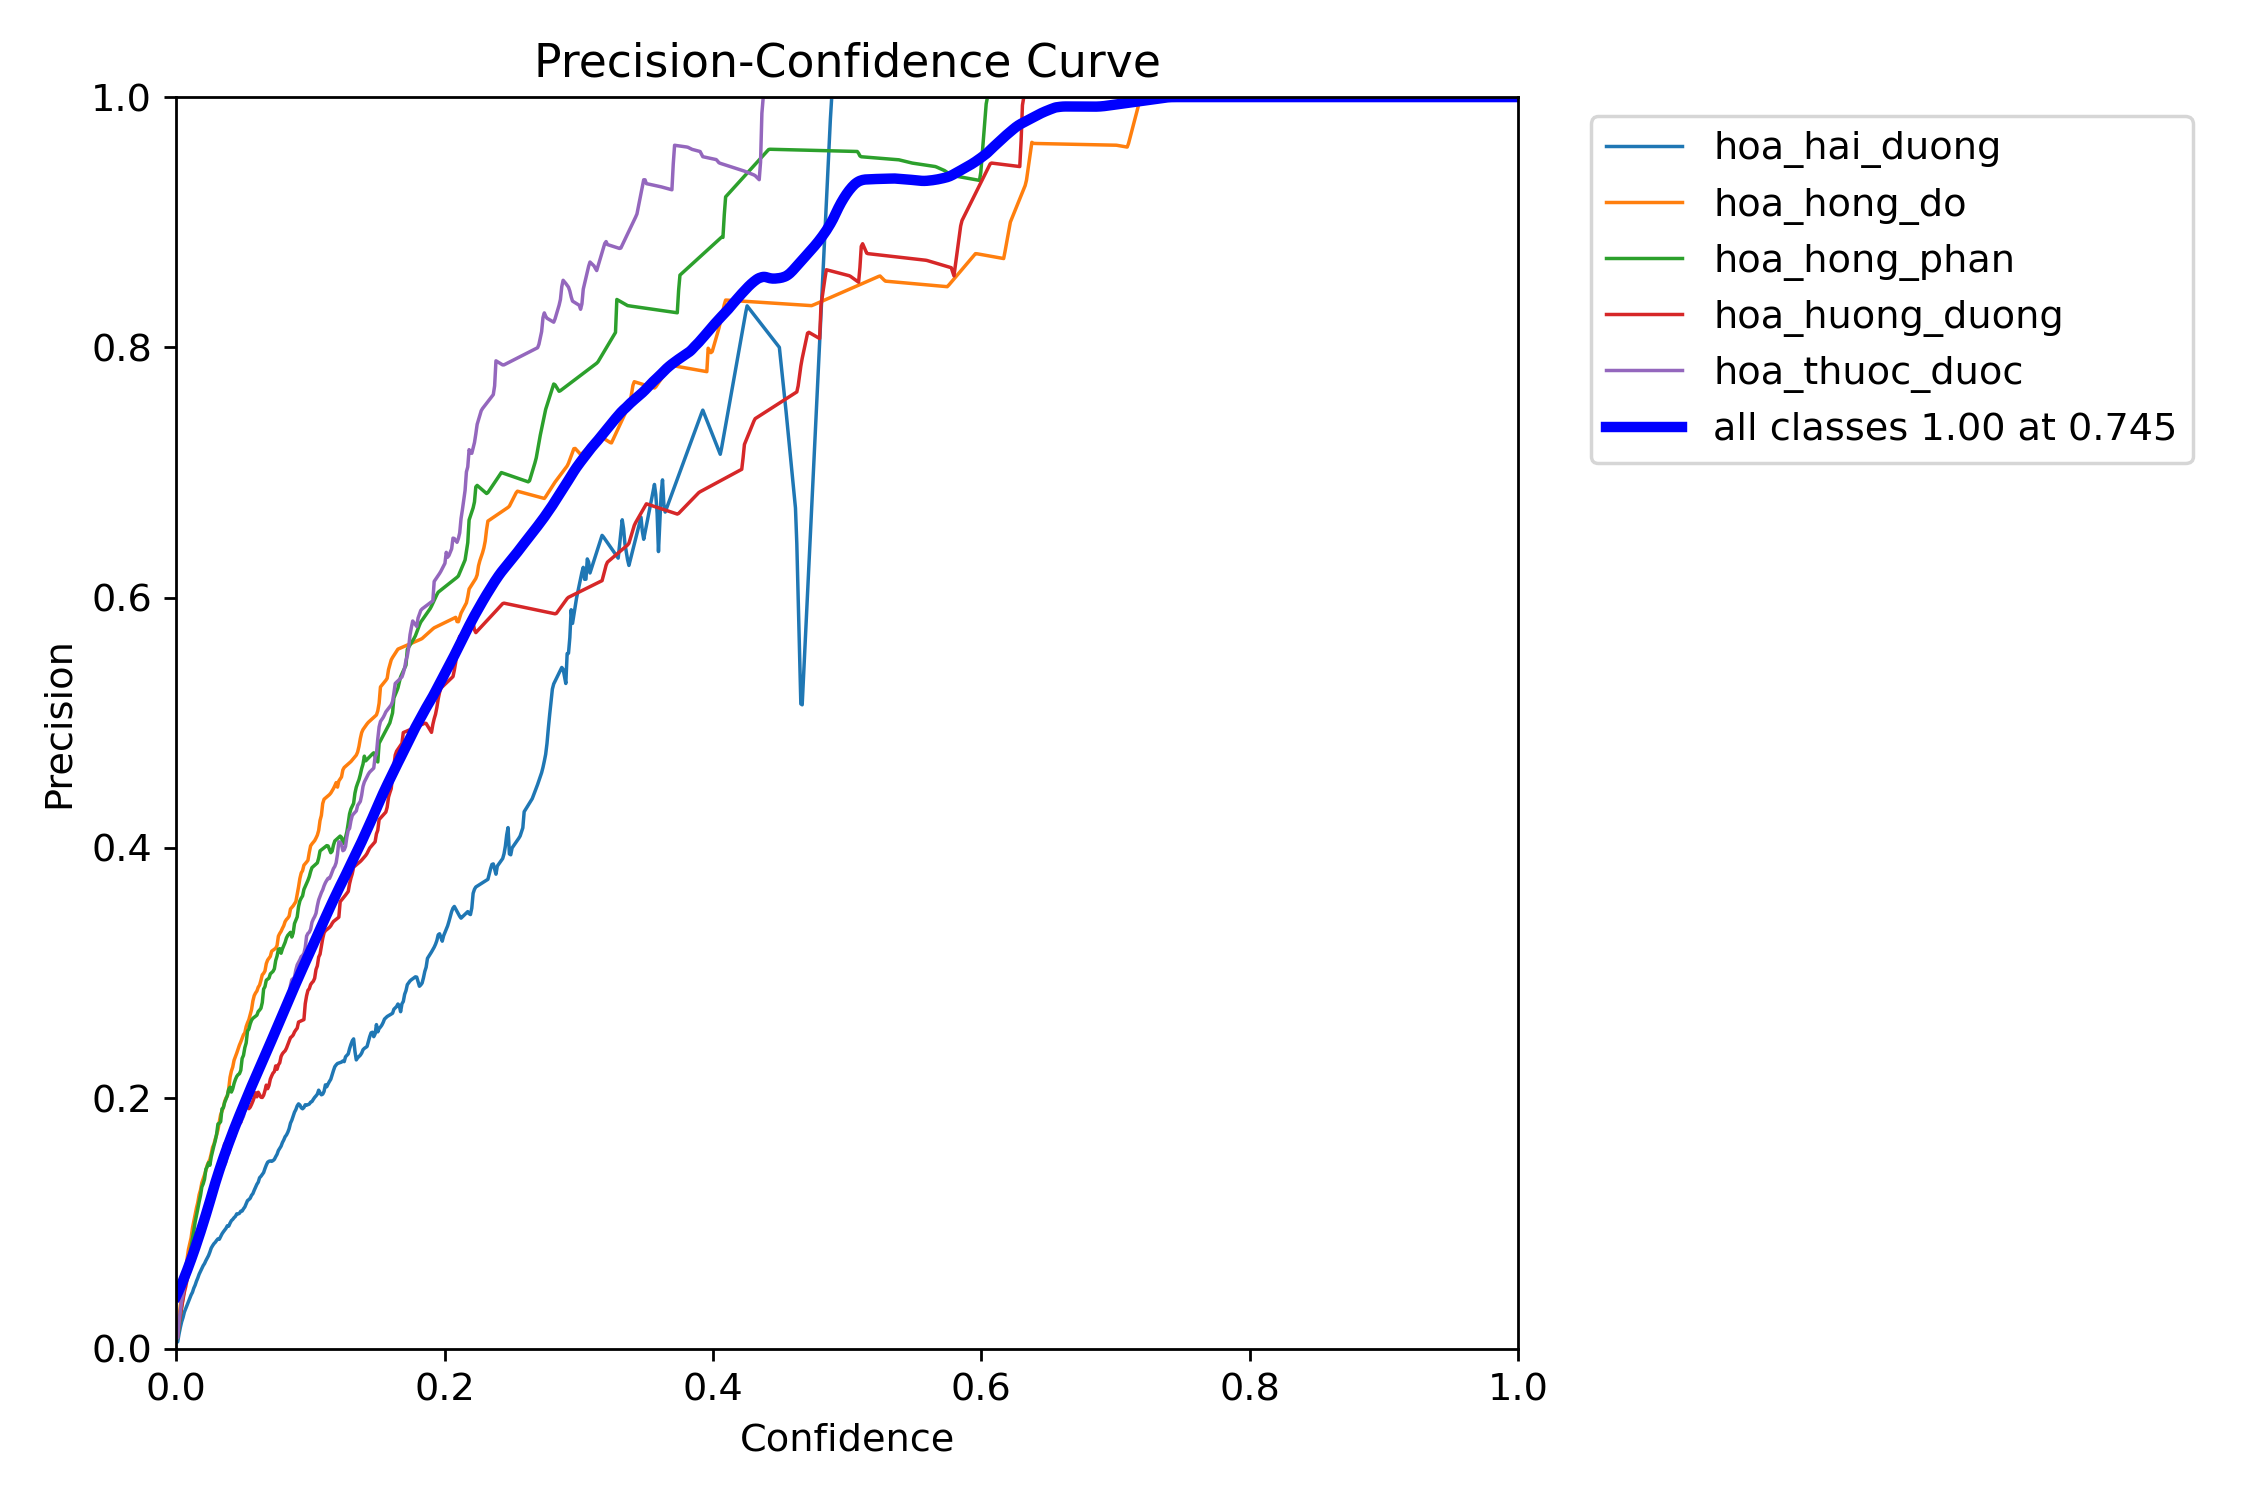 Precision-Confidence Curve
1.0
0.8
0.6
0.4
0.2
0.0
Precision
0.0 0.2 0.4 0.6 0.8 1.0
Confidence
hoa_hai_duong
hoa_hong_do
hoa_hong_phan
hoa_huong_duong
hoa_thuoc_duoc
all classes 1.00 at 0.745